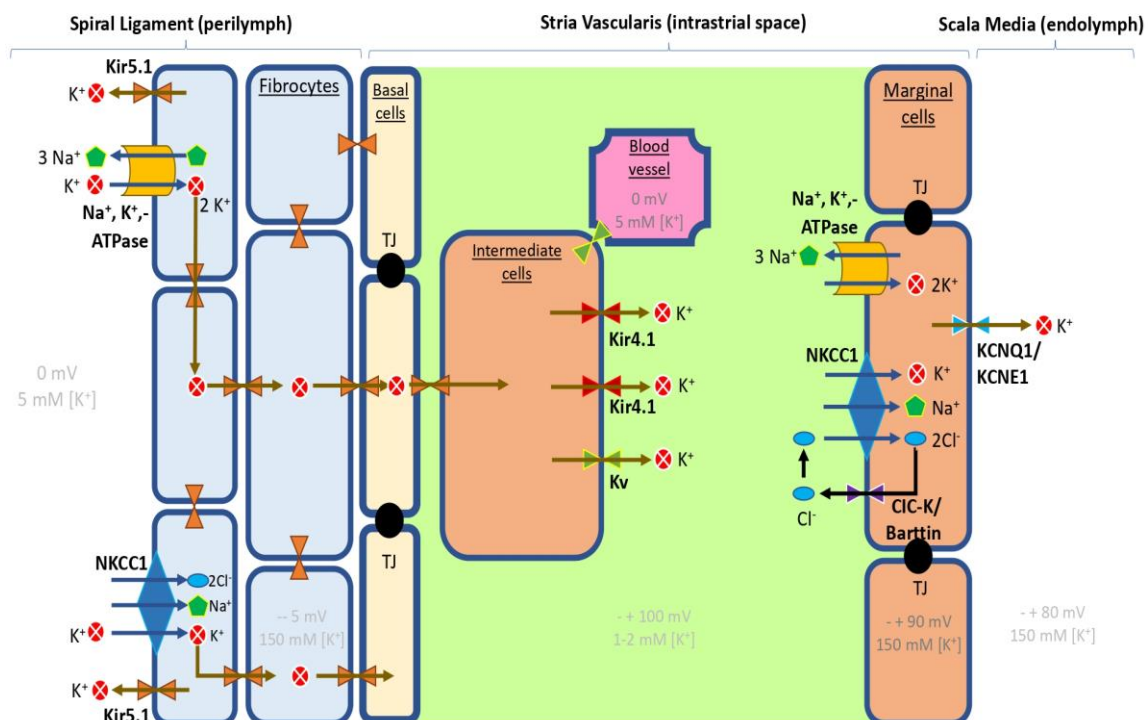 Spiral Ligament (perilymph)
Stria Vascularis (intrastrial space)
Scala Media (endolymph)
Kir5.1
K⁺
3 Na⁺
K⁺
2 K⁺
Na⁺, K⁺,-
ATPase
0 mV
5 mM [K⁺]
NKCC1
2Cl⁻
Na⁺
K⁺
K⁺
K⁺
Kir5.1
Fibrocytes
-- 5 mV
150 mM [K⁺]
Basal
cells
TJ
TJ
Intermediate
cells
Blood
vessel
0 mV
5 mM [K⁺]
K⁺
Kir4.1
K⁺
Kir4.1
K⁺
Kv
- + 100 mV
1-2 mM [K⁺]
Marginal
cells
TJ
Na⁺, K⁺,-
ATPase
3 Na⁺
2K⁺
NKCC1
K⁺
Na⁺
2Cl⁻
Cl⁻
ClC-K/
Barttin
TJ
- + 90 mV
150 mM [K⁺]
K⁺
KCNQ1/
KCNE1
- + 80 mV
150 mM [K⁺]